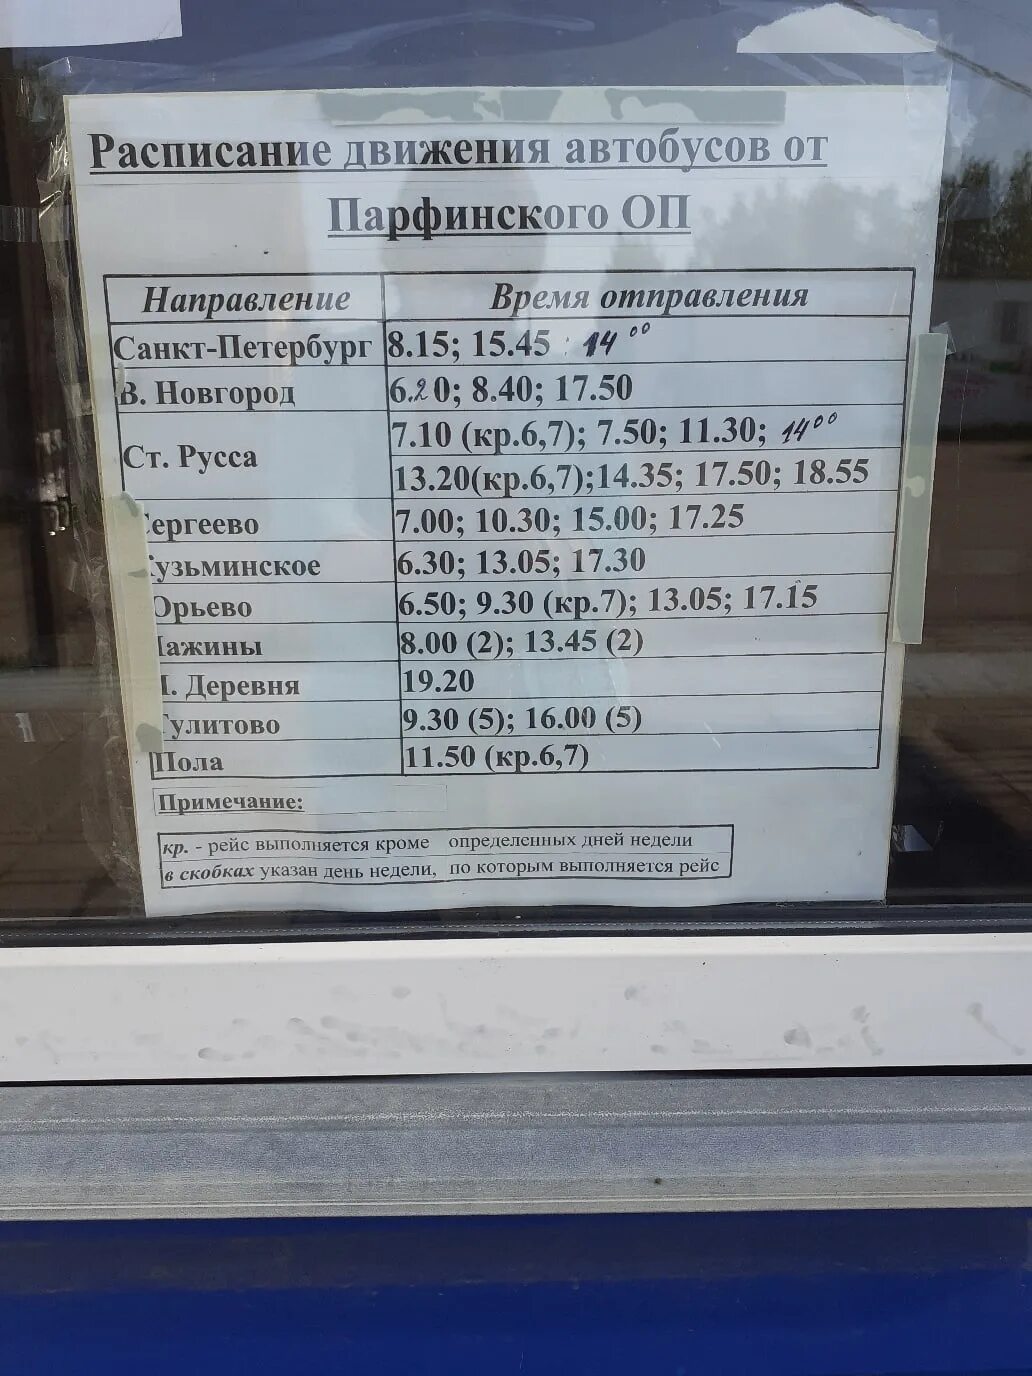 Расписание движения автобусов от
Парфинского ОП
Направление Время отправления
Санкт-Петербург 8.15; 15.45 14⁰⁰
В. Новгород 6.20; 8.40; 17.50
Ст. Русса 7.10 (кр.6,7); 7.50; 11.30; 14⁰⁰
13.20(кр.6,7);14.35; 17.50; 18.55
Сергеево 7.00; 10.30; 15.00; 17.25
Кузьминское 6.30; 13.05; 17.30
Юрьево 6.50; 9.30 (кр.7); 13.05; 17.15
8.00 (2); 13.45 (2)
Деревня 19.20
9.30 (5); 16.00 (5)
Пола 11.50 (кр.6,7)
Примечание:
кр. - рейс выполняется кроме определенных дней недели
в скобках указан день недели, по которым выполняется рейс